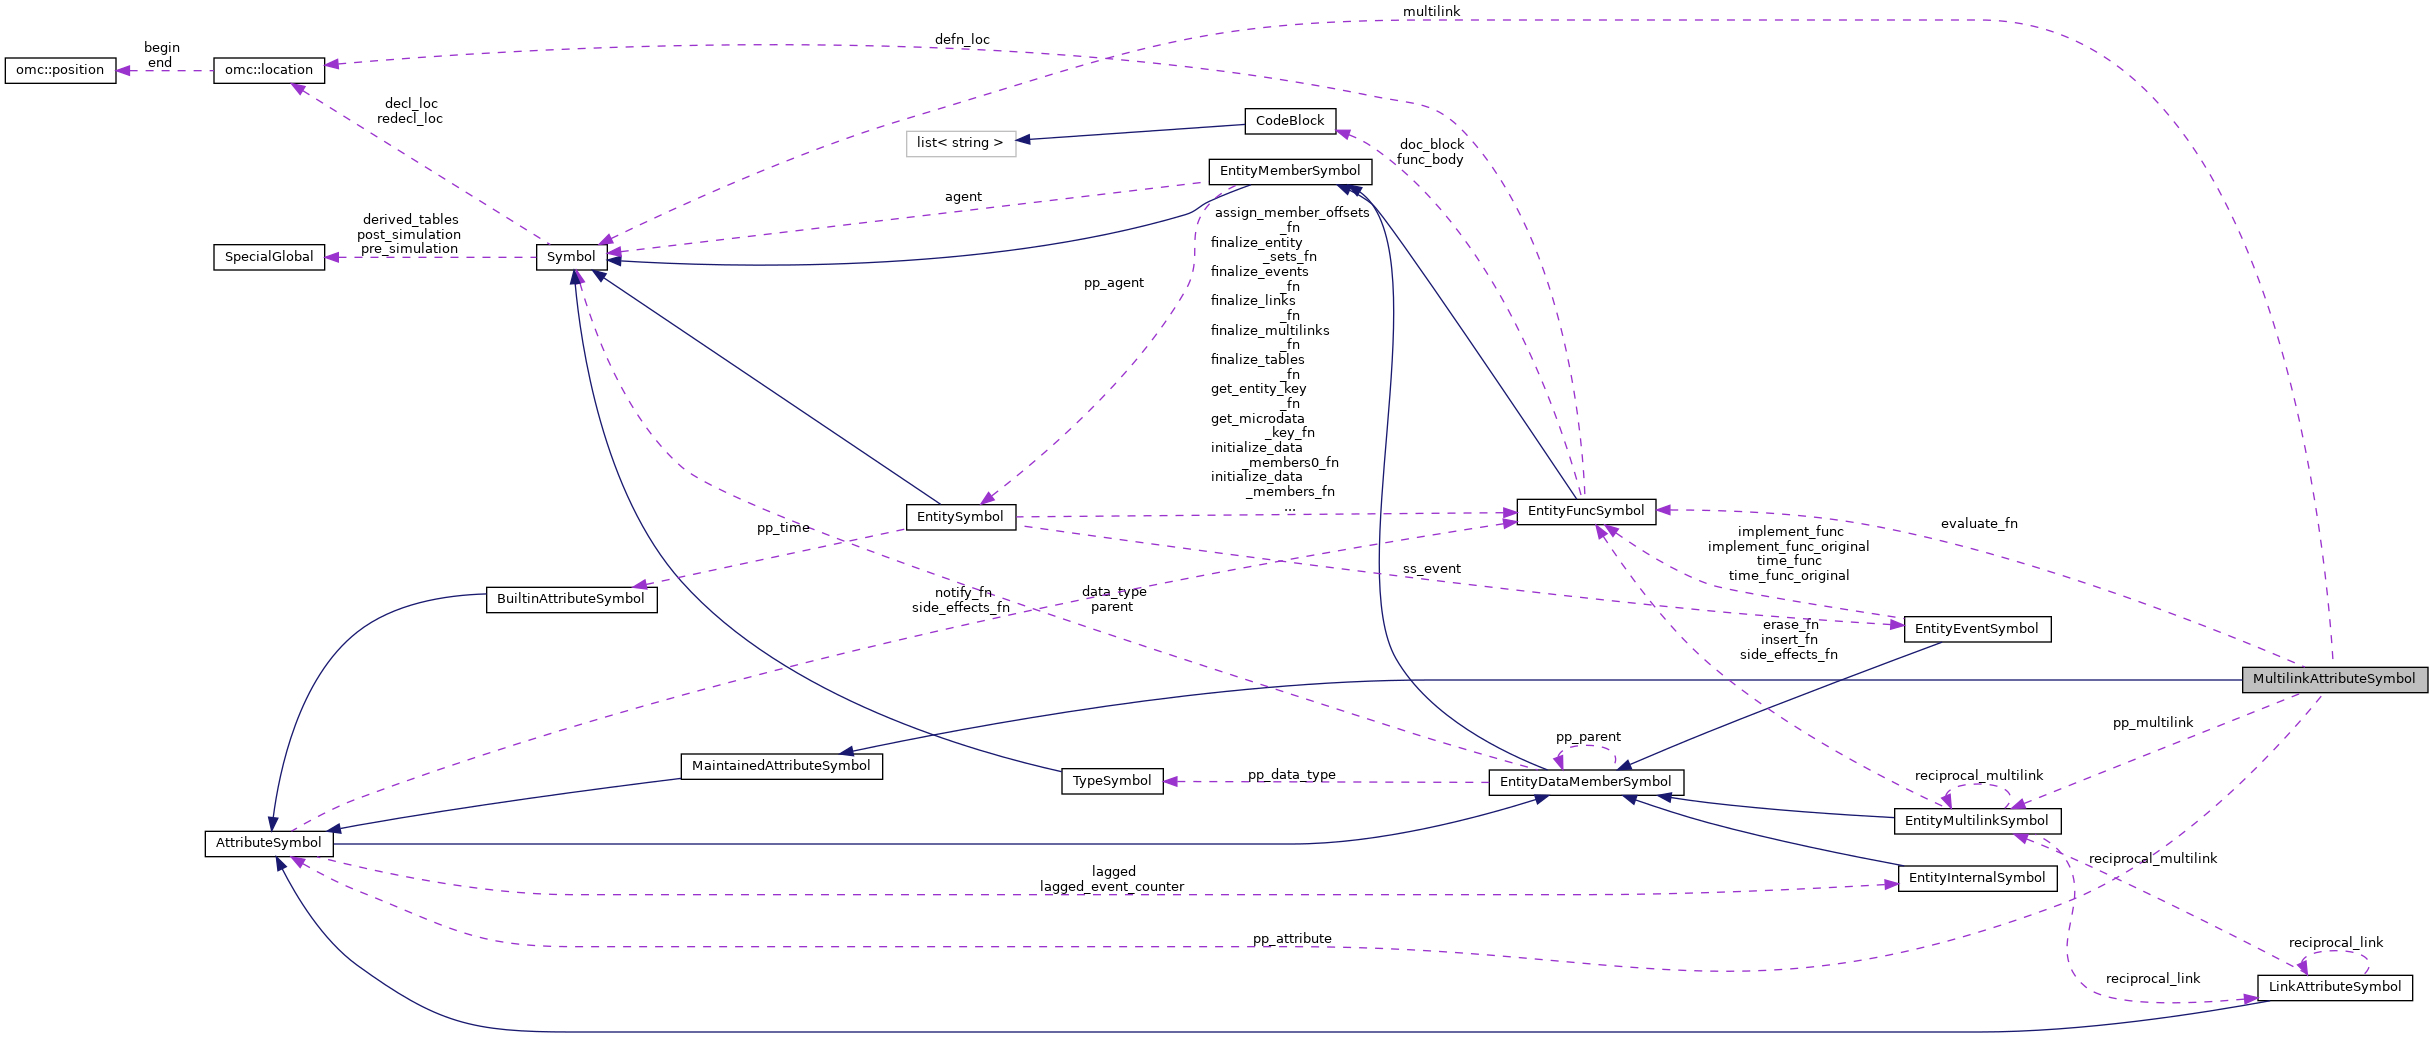 multilink
defn_loc
begin
end
omc::position
omc::location
decl_loc
redecl_loc
CodeBlock
list< string >
doc_block
func_body
EntityMemberSymbol
agent
derived_tables
post_simulation
pre_simulation
SpecialGlobal
Symbol
pp_agent
assign_member_offsets
_fn
finalize_entity
_sets_fn
finalize_events
_fn
finalize_links
_fn
finalize_multilinks
_fn
finalize_tables
_fn
get_entity_key
_fn
get_microdata
_key_fn
initialize_data
_members0_fn
initialize_data
_members_fn
...
EntitySymbol
EntityFuncSymbol
evaluate_fn
pp_time
implement_func
implement_func_original
time_func
time_func_original
ss_event
BuiltinAttributeSymbol
notify_fn
side_effects_fn
data_type
parent
EntityEventSymbol
erase_fn
insert_fn
side_effects_fn
MultilinkAttributeSymbol
pp_multilink
pp_parent
MaintainedAttributeSymbol
TypeSymbol
pp_data_type
EntityDataMemberSymbol
reciprocal_multilink
EntityMultilinkSymbol
AttributeSymbol
reciprocal_multilink
lagged
lagged_event_counter
EntityInternalSymbol
pp_attribute
reciprocal_link
reciprocal_link
LinkAttributeSymbol